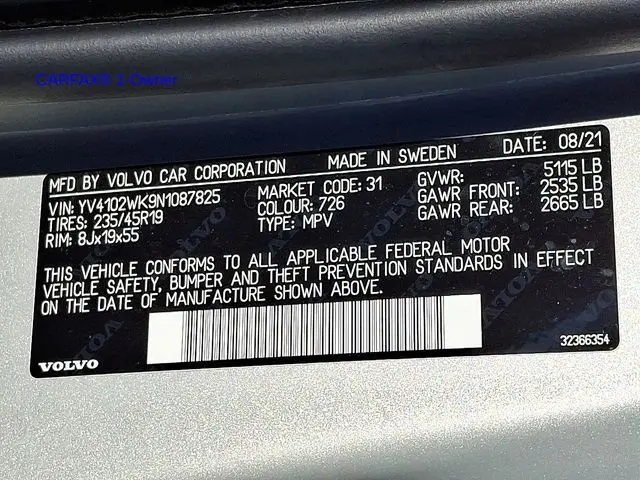 CARFAX® 1-Owner
MFD BY VOLVO CAR CORPORATION MADE IN SWEDEN DATE: 08/21
VIN: YV4102WK9N1087825 MARKET CODE: 31 GVWR: 5115 LB
TIRES: 235/45R19 COLOUR: 726 GAWR FRONT: 2535 LB
RIM: 8Jx19x55 TYPE: MPV GAWR REAR: 2665 LB
THIS VEHICLE CONFORMS TO ALL APPLICABLE FEDERAL MOTOR
VEHICLE SAFETY, BUMPER AND THEFT PREVENTION STANDARDS IN EFFECT
ON THE DATE OF MANUFACTURE SHOWN ABOVE.
VOLVO 32366354